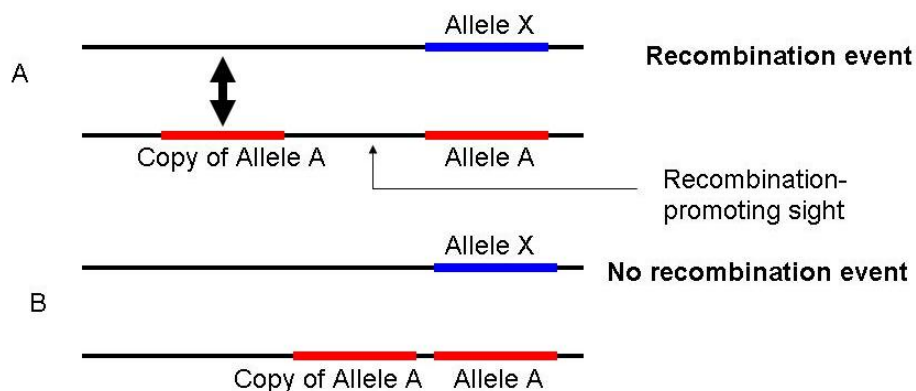 Allele X
Recombination event
A
Copy of Allele A
Allele A
Recombination-
promoting sight
Allele X
No recombination event
B
Copy of Allele A
Allele A